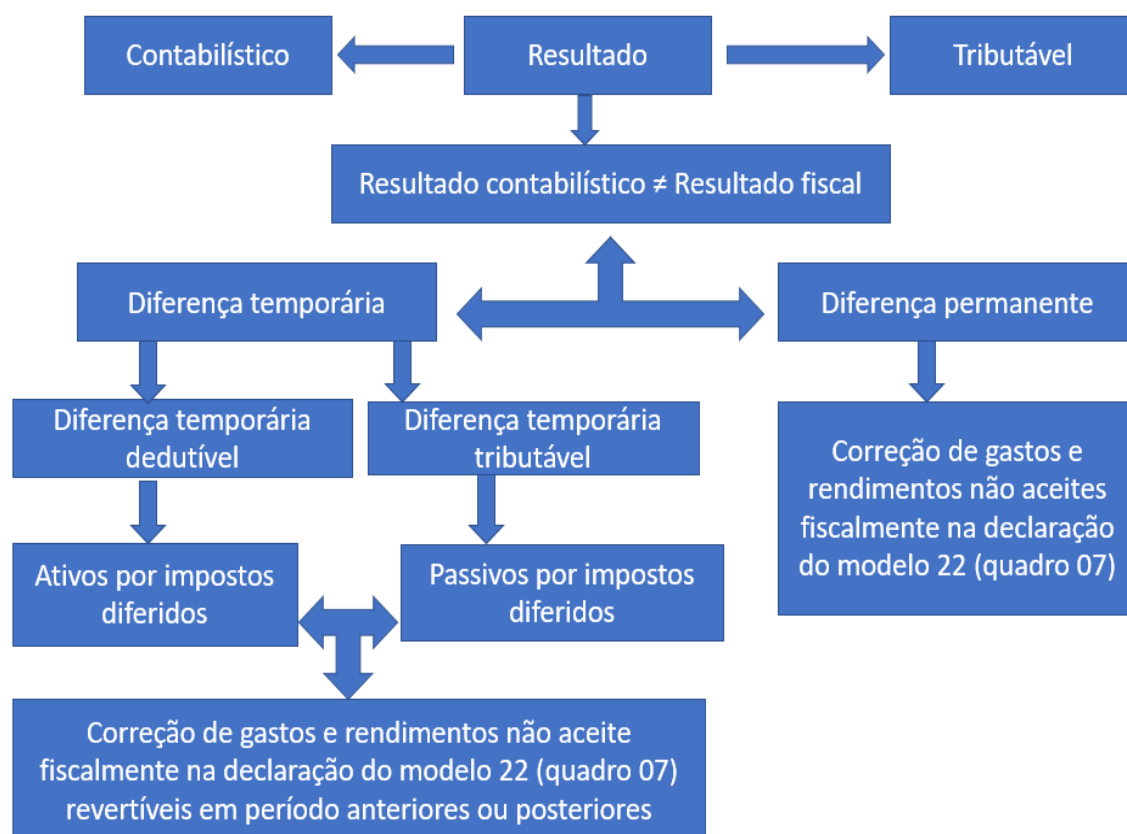 Contabilístico
Resultado
Tributável
Resultado contabilístico ≠ Resultado fiscal
Diferença temporária
Diferença permanente
Diferença temporária
dedutível
Diferença temporária
tributável
Correção de gastos e
rendimentos não aceites
fiscalmente na declaração
do modelo 22 (quadro 07)
Ativos por impostos
diferidos
Passivos por impostos
diferidos
Correção de gastos e rendimentos não aceite
fiscalmente na declaração do modelo 22 (quadro 07)
revertíveis em período anteriores ou posteriores